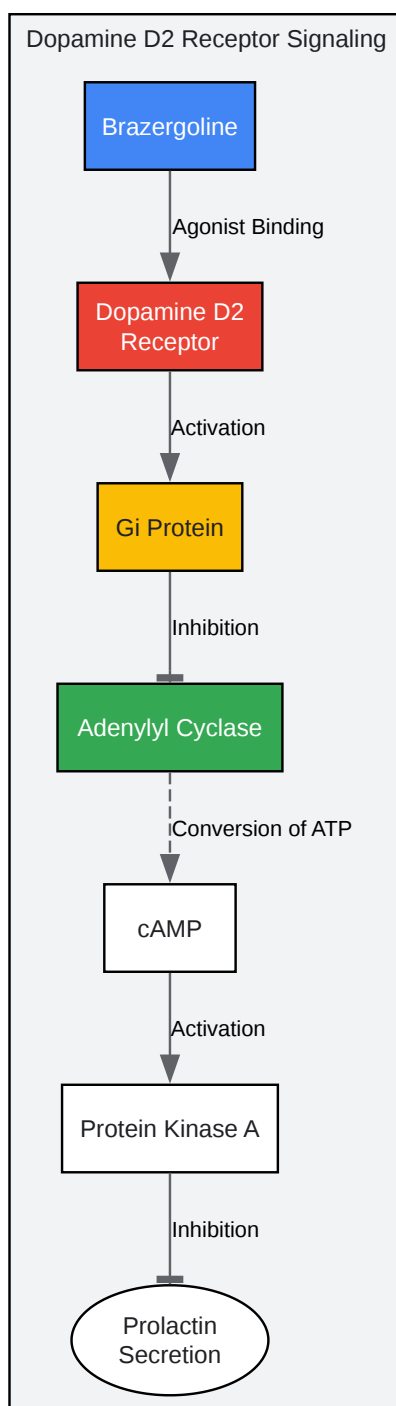 Dopamine D2 Receptor Signaling
Brazergoline
Agonist Binding
Dopamine D2
Receptor
Activation
Gi Protein
Inhibition
Adenylyl Cyclase
Conversion of ATP
cAMP
Activation
Protein Kinase A
Inhibition
Prolactin
Secretion